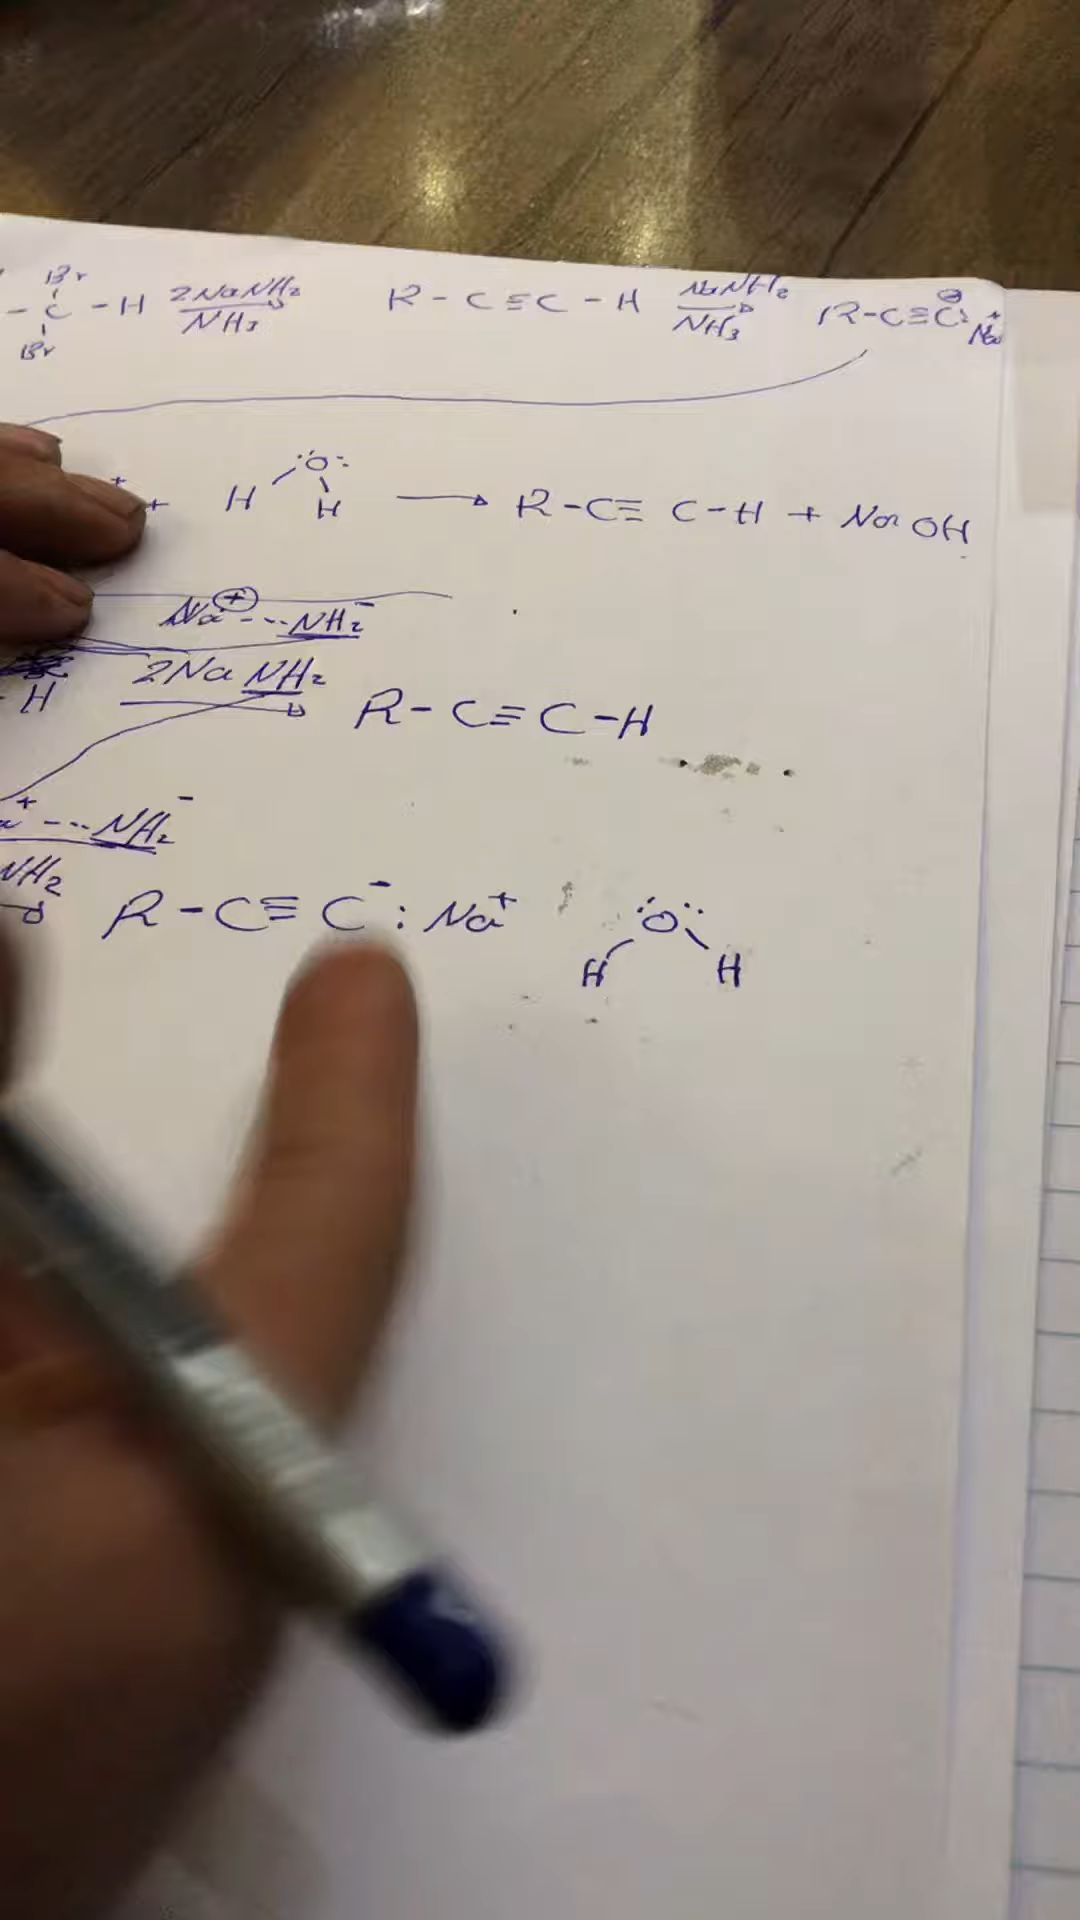 Br
- C - H 2NaNH2 NH3 R - C ≡ C - H NaNH2 NH3 R - C ≡ C:⊖ Na+
Br
+ + H O H → R - C ≡ C - H + NaOH
Na⊕ --- NH2-
- H 2NaNH2 → R - C ≡ C - H
+ --- NH2-
NH2 → R - C ≡ C-: Na+ H O H